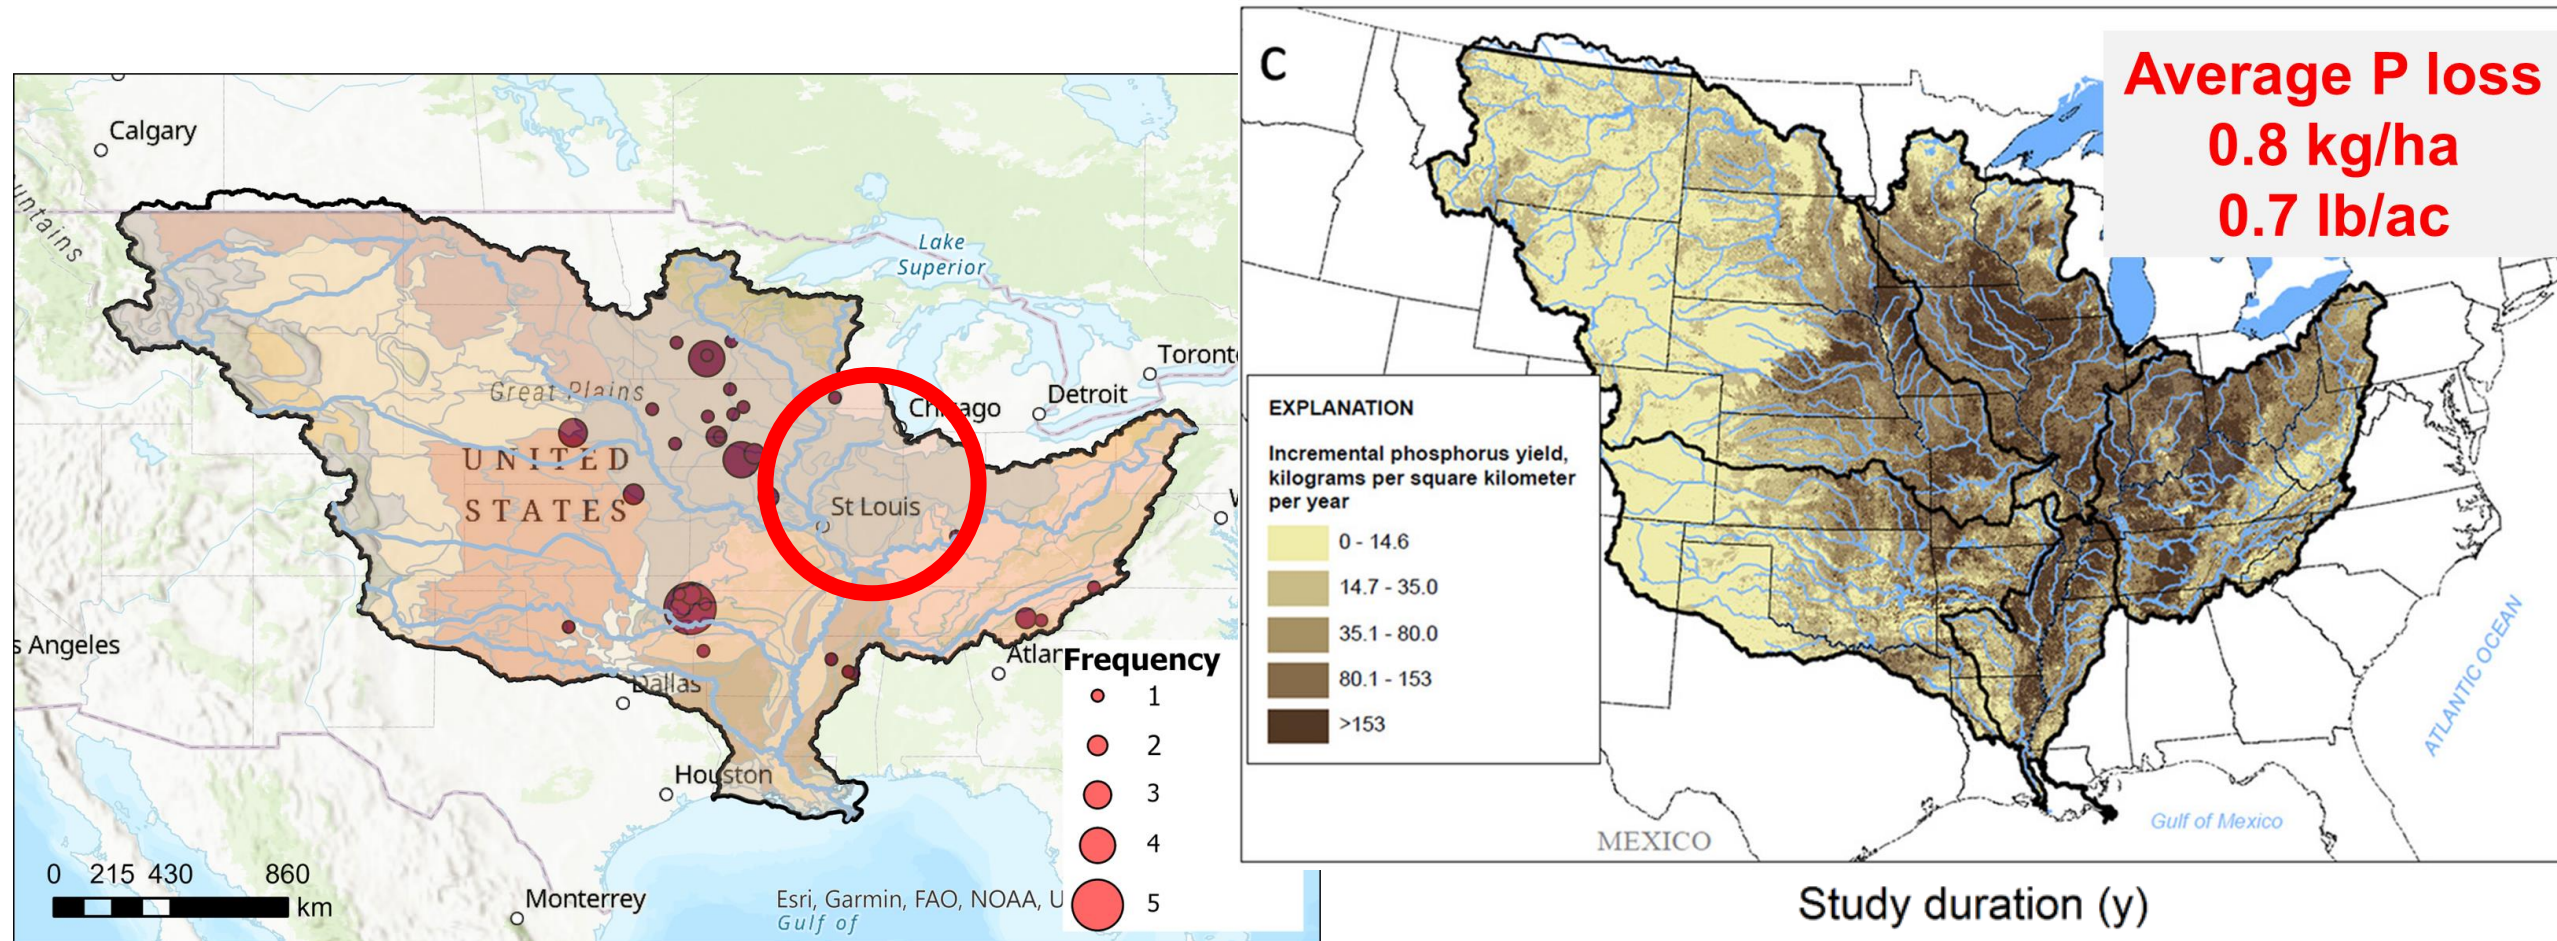 Calgary
Lake
Superior
Great Plains
Toront
Detroit
Chicago
UNITED
STATES
St Louis
s Angeles
Atlar
Dallas
Houston
Monterrey
Gulf of
Esri, Garmin, FAO, NOAA, U
0 215 430 860
km
Frequency
1
2
3
4
5
C
Average P loss
0.8 kg/ha
0.7 lb/ac
EXPLANATION
Incremental phosphorus yield,
kilograms per square kilometer
per year
0 - 14.6
14.7 - 35.0
35.1 - 80.0
80.1 - 153
>153
MEXICO
Gulf of Mexico
ATLANTIC OCEAN
Study duration (y)